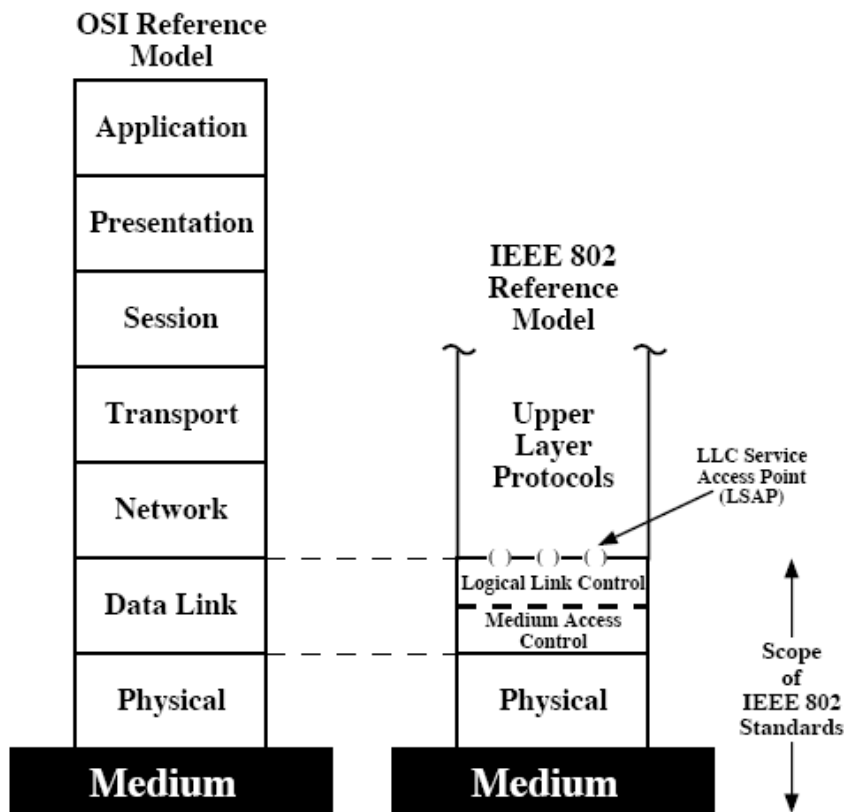 OSI Reference
Model
Application
Presentation
Session
Transport
Network
Data Link
Physical
Medium
IEEE 802
Reference
Model
Upper
Layer
Protocols
LLC Service
Access Point
(LSAP)
Logical Link Control
Medium Access
Control
Physical
Medium
Scope
of
IEEE 802
Standards